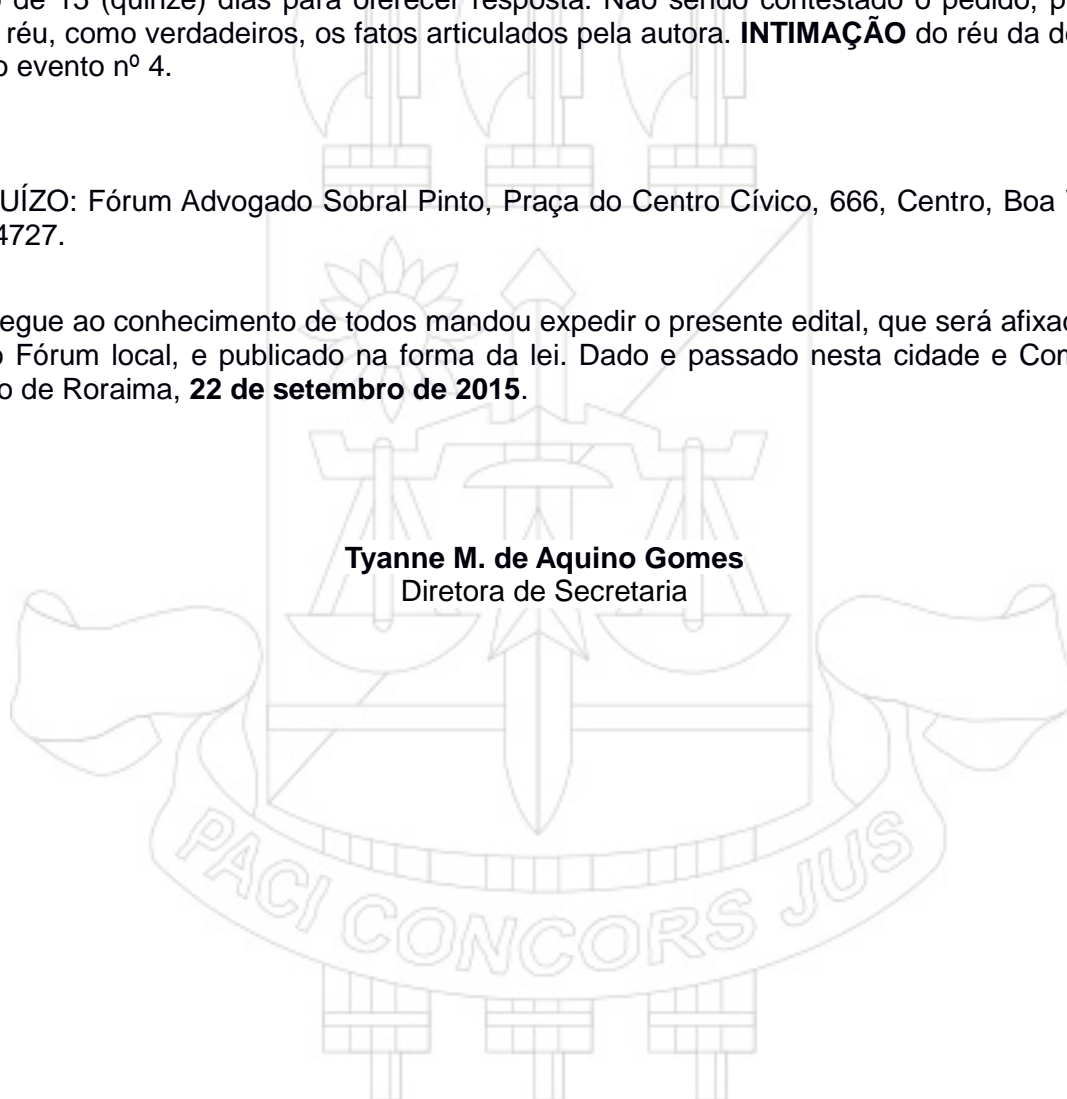 de 15 (quinze) dias para oferecer resposta. Não sendo contestado o pedido,
réu, como verdadeiros, os fatos articulados pela autora. INTIMAÇÃO do réu da
o evento nº 4.
UÍZO: Fórum Advogado Sobral Pinto, Praça do Centro Cívico, 666, Centro, Boa
4727.
egue ao conhecimento de todos mandou expedir o presente edital, que será afixad
o Fórum local, e publicado na forma da lei. Dado e passado nesta cidade e Con
o de Roraima, 22 de setembro de 2015.
Tyanne M. de Aquino Gomes
Diretora de Secretaria
PACI CONCORS JUS